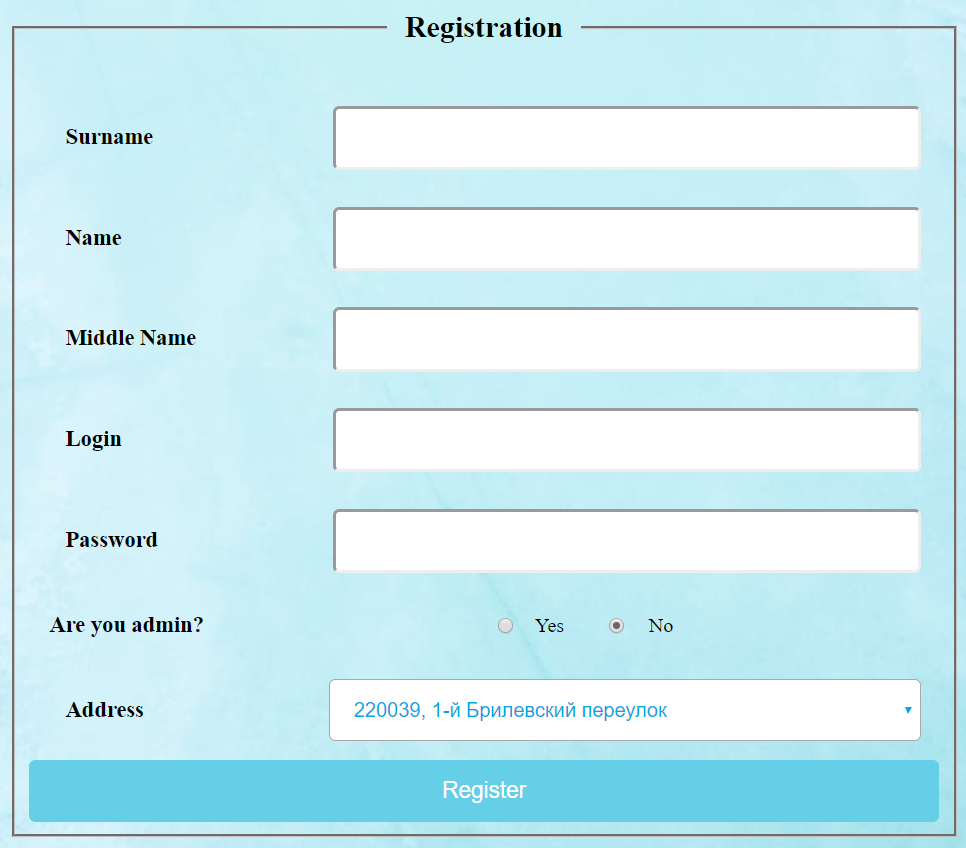 Registration
Surname
Name
Middle Name
Login
Password
Are you admin? Yes No
Address 220039, 1-й Брилевский переулок
Register